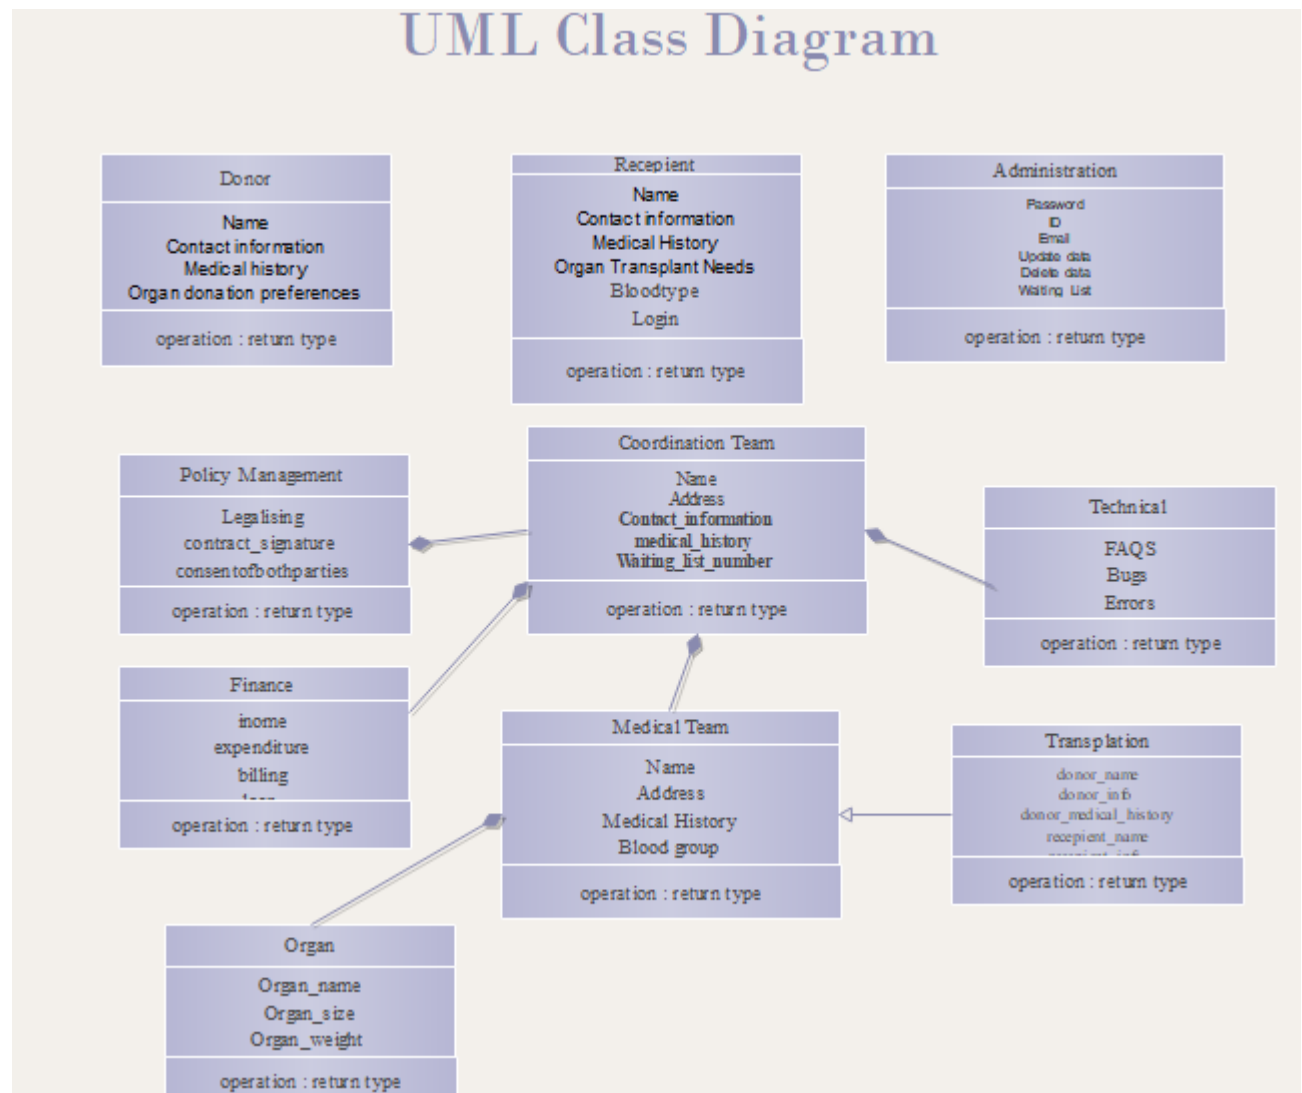 UML Class Diagram
Donor
Name
Contact information
Medical history
Organ donation preferences
operation : return type
Recepient
Name
Contact information
Medical History
Organ Transplant Needs
Bloodtype
Login
operation : return type
Administration
Password
ID
Email
Update data
Delete data
Waiting List
operation : return type
Policy Management
Legalising
contract_signature
consentofbothparties
operation : return type
Coordination Team
Name
Address
Contact_information
medical_history
Waiting_list_number
operation : return type
Technical
FAQS
Bugs
Errors
operation : return type
Finance
inome
expenditure
billing
operation : return type
Medical Team
Name
Address
Medical History
Blood group
operation : return type
Transplation
donor_name
donor_info
donor_medical_history
recepient_name
operation : return type
Organ
Organ_name
Organ_size
Organ_weight
operation : return type